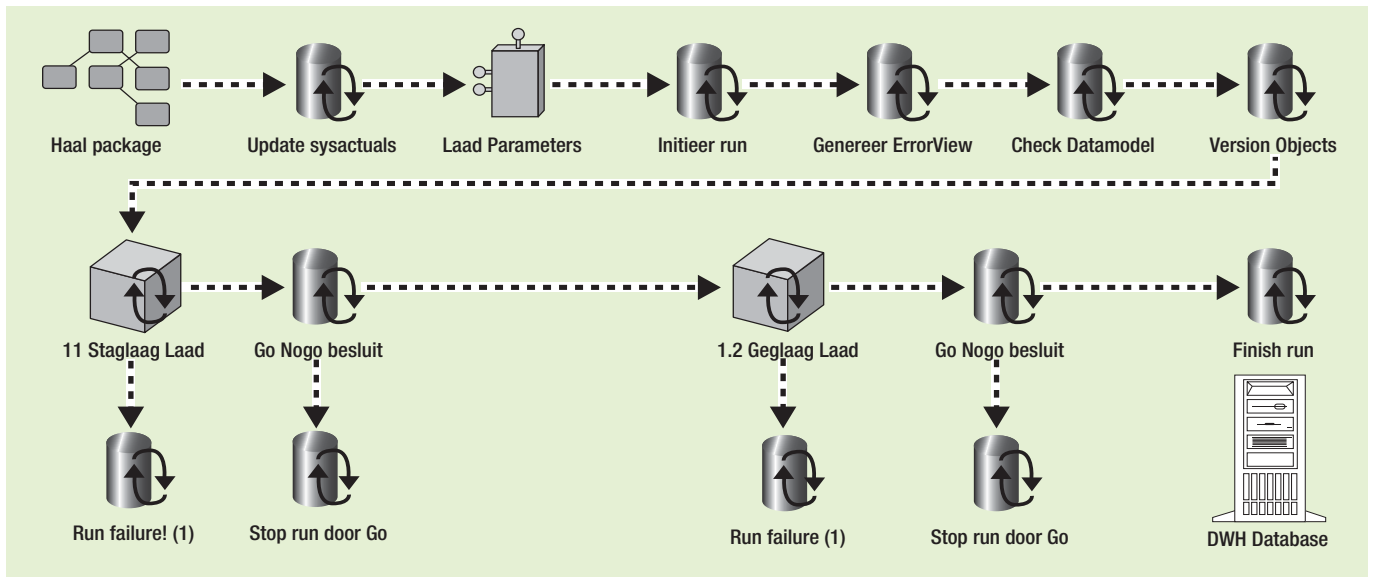 Haal package
Update sysactuals
Laad Parameters
Initieer run
Genereer ErrorView
Check Datamodel
Version Objects
11 Staglaag Laad
Go Nogo besluit
1.2 Geglaag Laad
Go Nogo besluit
Finish run
Run failure! (1)
Stop run door Go
Run failure (1)
Stop run door Go
DWH Database